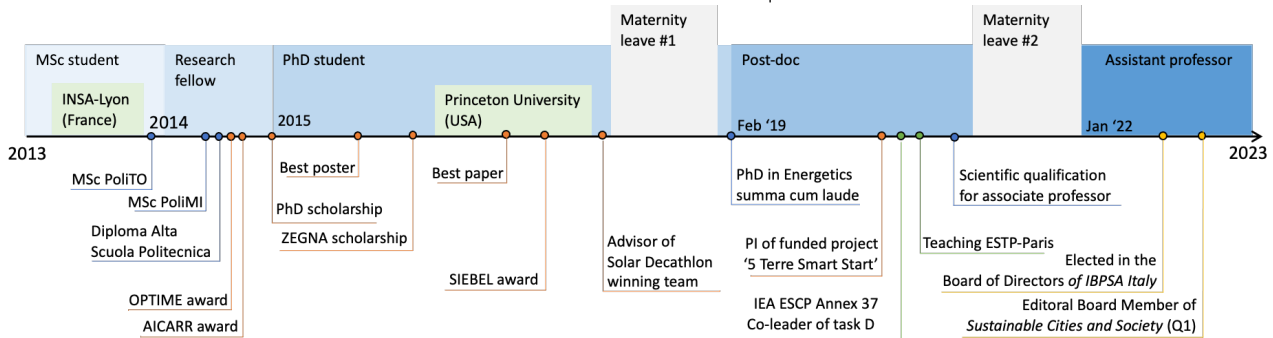 Maternity
leave #1
Maternity
leave #2
MSc student
Research
fellow
PhD student
Post-doc
Assistant professor
INSA-Lyon
(France)
Princeton University
(USA)
2014
2015
Feb ‘19
Jan ‘22
2013
2023
MSc PoliTO
MSc PoliMI
Diploma Alta
Scuola Politecnica
OPTIME award
AICARR award
Best poster
PhD scholarship
ZEGNA scholarship
Best paper
SIEBEL award
Advisor of
Solar Decathlon
winning team
PhD in Energetics
summa cum laude
PI of funded project
‘5 Terre Smart Start’
IEA ESCP Annex 37
Co-leader of task D
Scientific qualification
for associate professor
Teaching ESTP-Paris
Elected in the
Board of Directors of IBPSA Italy
Editoral Board Member of
Sustainable Cities and Society (Q1)